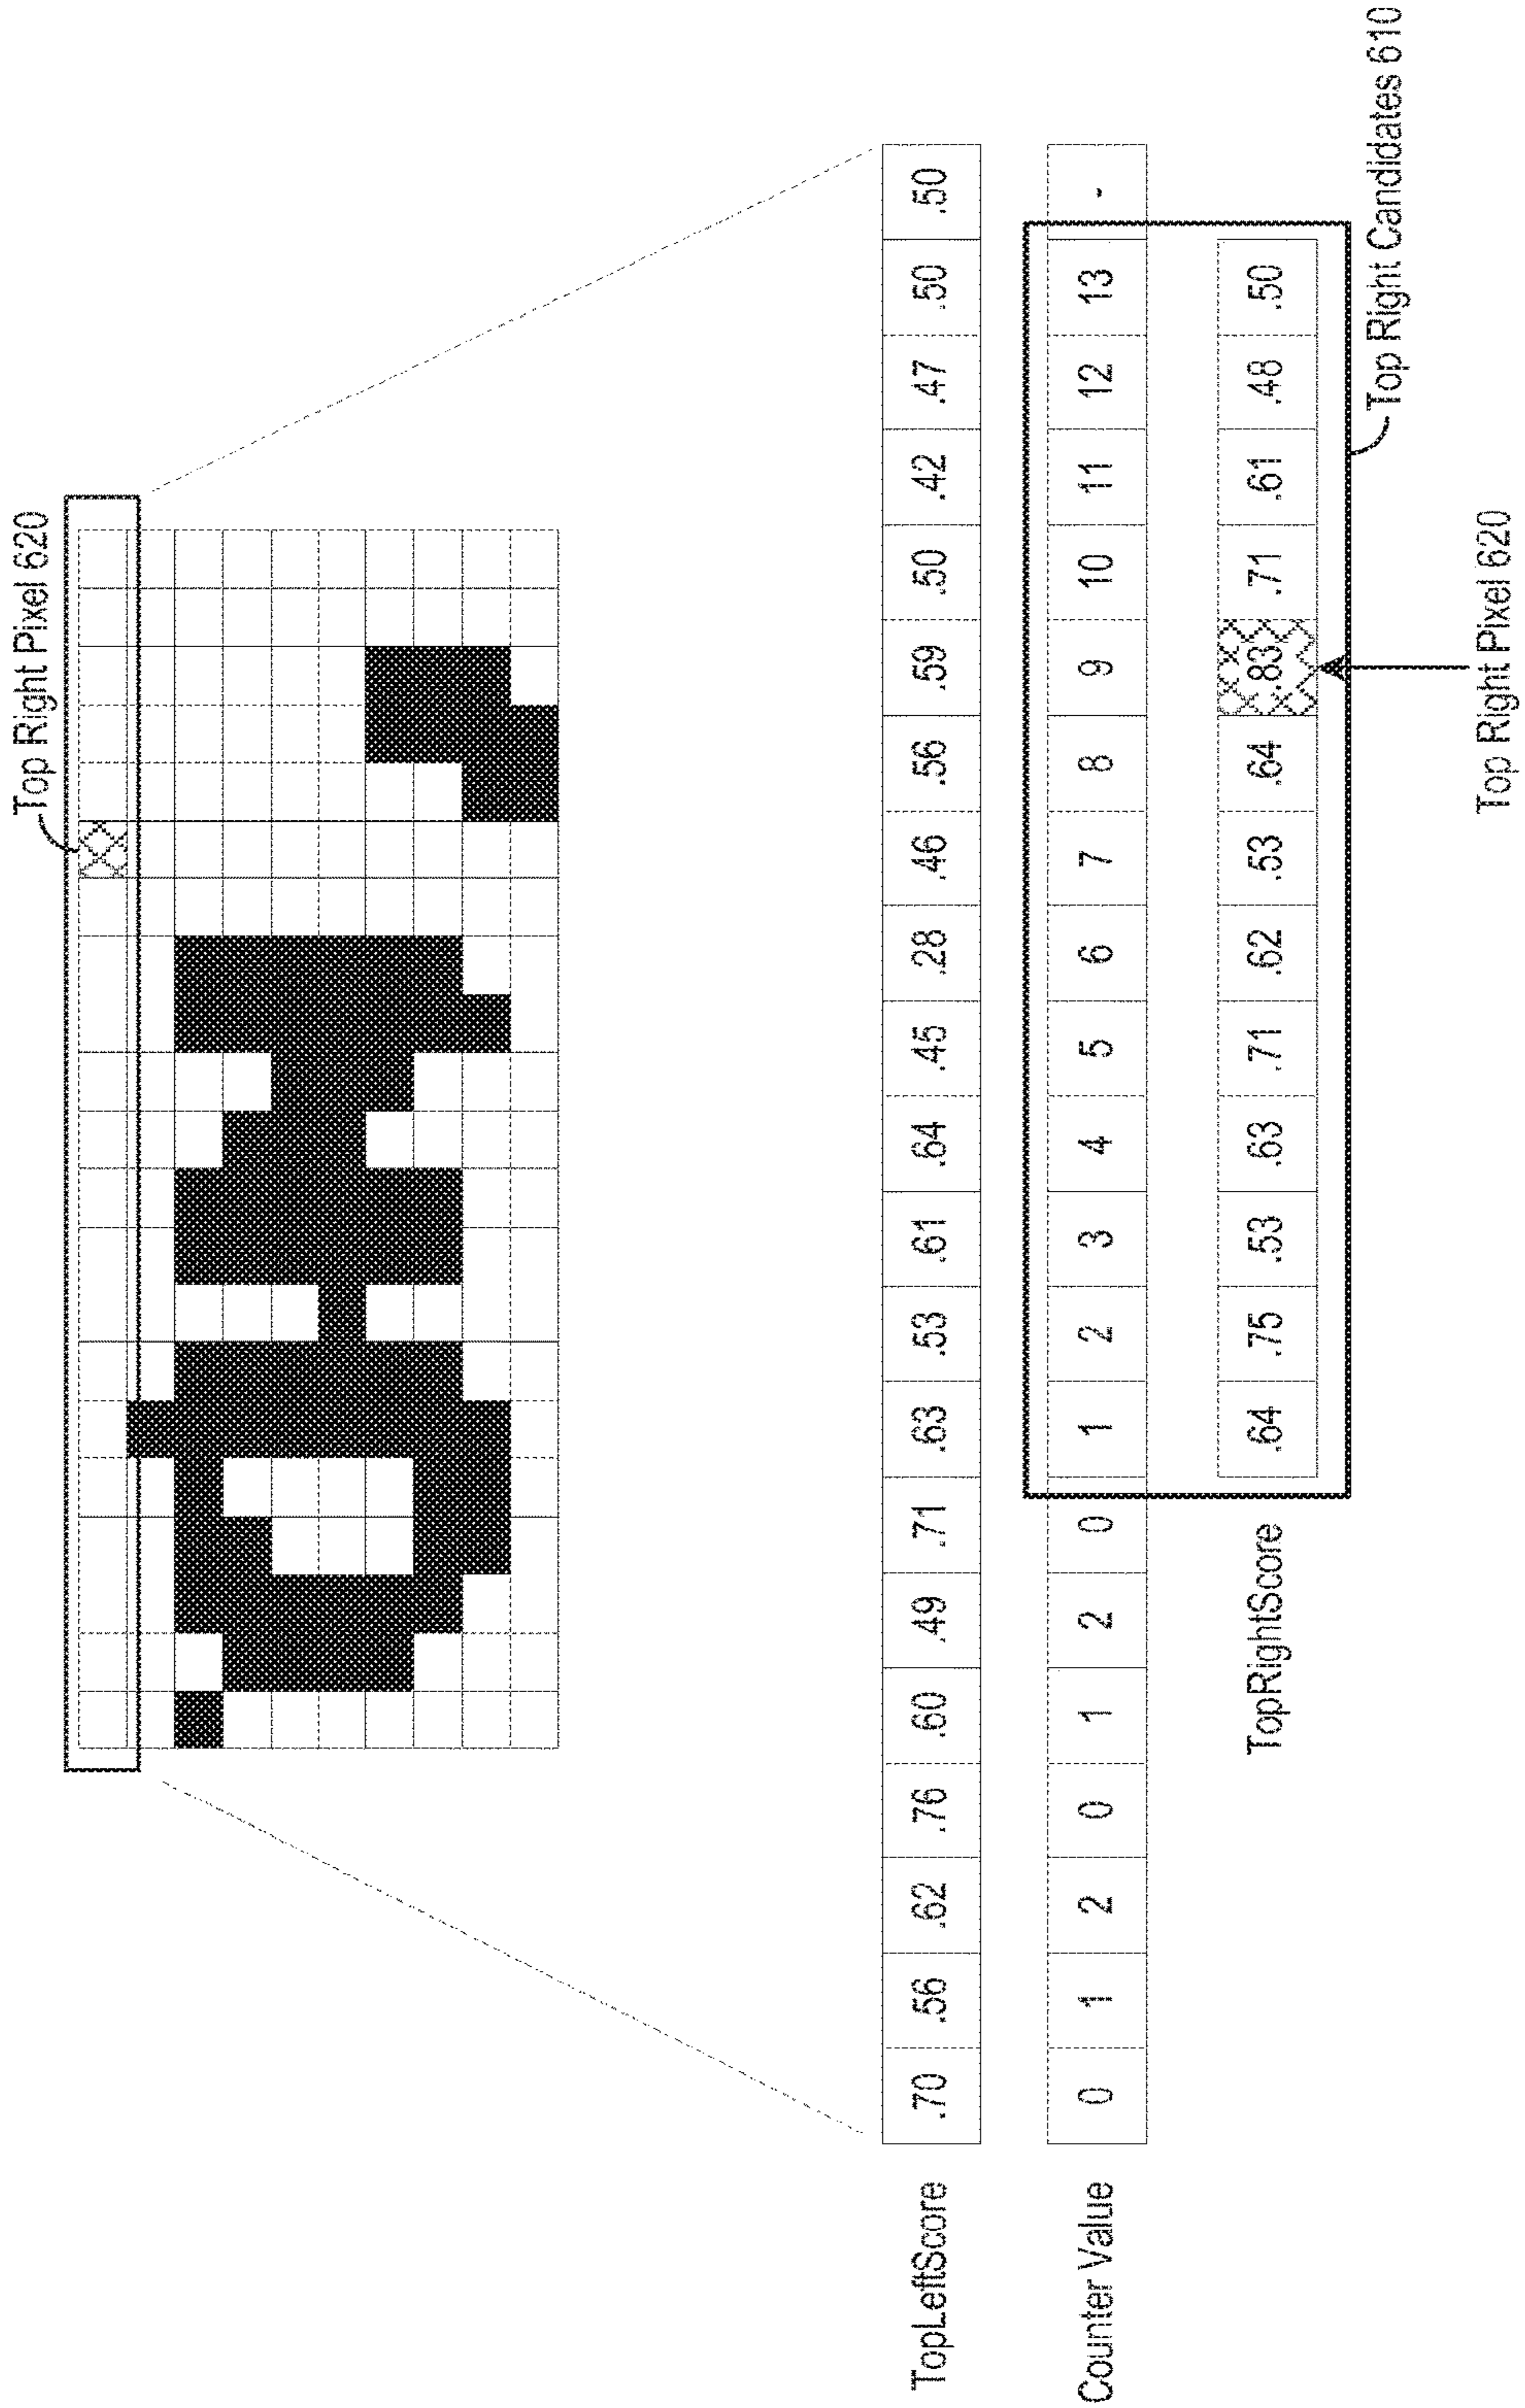 Top Right Pixel 620
TopLeftScore .70 .56 .62 .76 .60 .49 .71 .63 .53 .61 .64 .45 .28 .46 .56 .59 .50 .42 .47 .50 .50
Counter Value 0 1 2 0 1 2 0 1 2 3 4 5 6 7 8 9 10 11 12 13 -
TopRightScore .64 .75 .53 .63 .71 .62 .53 .64 .83 .71 .61 .48 .50
Top Right Candidates 610
Top Right Pixel 620